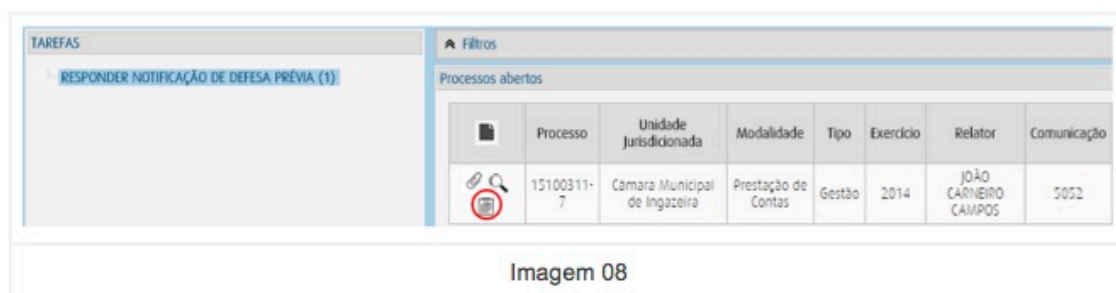 TAREFAS
RESPONDER NOTIFICAÇÃO DE DEFESA PRÉVIA (1)
Filtros
Processos abertos
Processo
Unidade
Jurisdicionada
Modalidade
Tipo
Exercício
Relator
Comunicação
15100311-
7
Câmara Municipal
de Ingazeira
Prestação de
Contas
Gestão
2014
JOÃO
CARNEIRO
CAMPOS
5052
Imagem 08